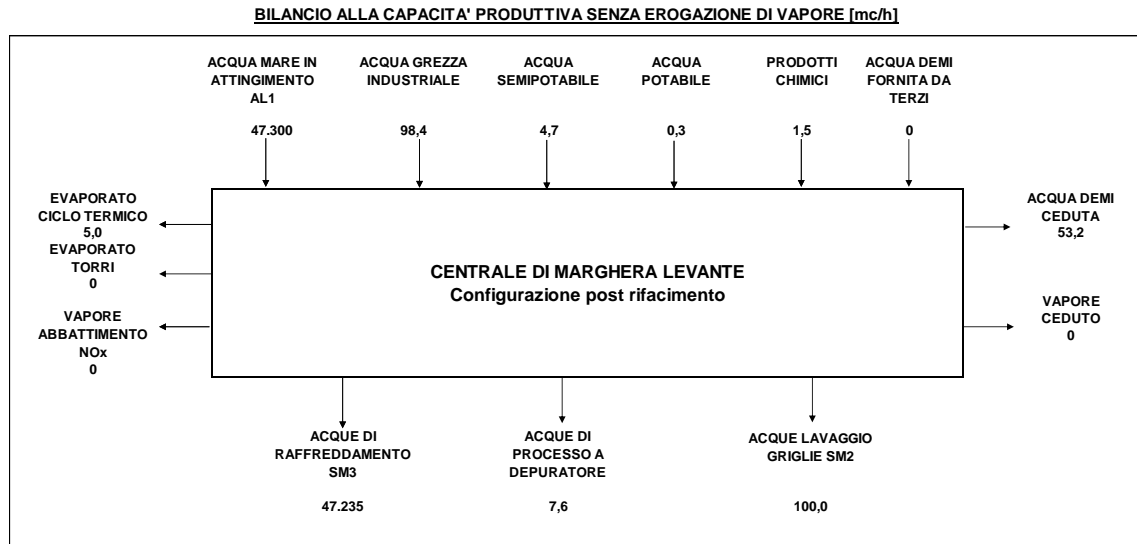 BILANCIO ALLA CAPACITA' PRODUTTIVA SENZA EROGAZIONE DI VAPORE [mc/h]
ACQUA MARE IN
ATTINGIMENTO
AL1
47.300
ACQUA GREZZA
INDUSTRIALE
98,4
ACQUA
SEMIPOTABILE
4,7
ACQUA
POTABILE
0,3
PRODOTTI
CHIMICI
1,5
ACQUA DEMI
FORNITA DA
TERZI
0
EVAPORATO
CICLO TERMICO
5,0
EVAPORATO
TORRI
0
VAPORE
ABBATTIMENTO
NOx
0
CENTRALE DI MARGHERA LEVANTE
Configurazione post rifacimento
ACQUA DEMI
CEDUTA
53,2
VAPORE
CEDUTO
0
ACQUE DI
RAFFREDDAMENTO
SM3
47.235
ACQUE DI
PROCESSO A
DEPURATORE
7,6
ACQUE LAVAGGIO
GRIGLIE SM2
100,0